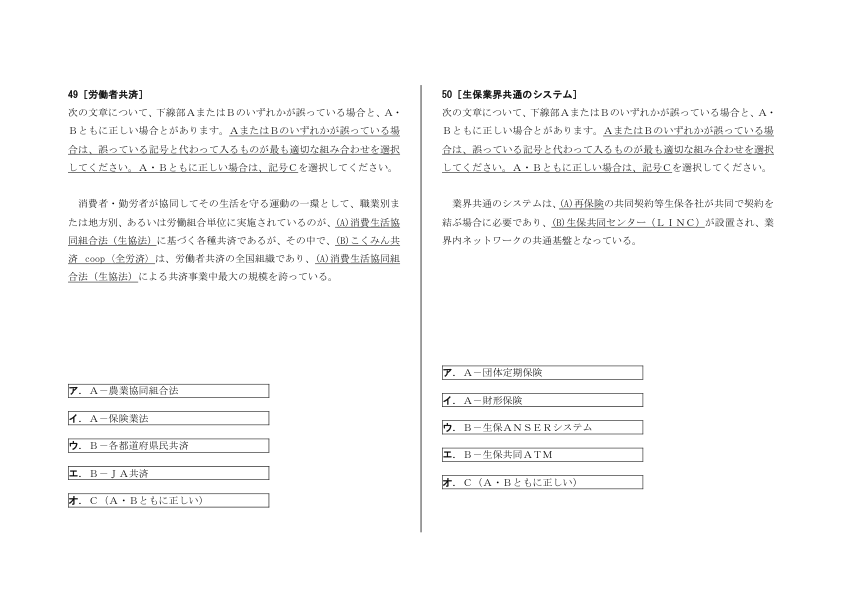 49［労働者共済］
次の文章について、下線部ＡまたはＢのいずれかが誤っている場合と、Ａ・
Ｂともに正しい場合とがあります。ＡまたはＢのいずれかが誤っている場
合は、誤っている記号と代わって入るものが最も適切な組み合わせを選択
してください。Ａ・Ｂともに正しい場合は、記号Ｃを選択してください。
消費者・勤労者が協同してその生活を守る運動の一環として、職業別ま
たは地方別、あるいは労働組合単位に実施されているのが、(A)消費生活協
同組合法（生協法）に基づく各種共済であるが、その中で、(B)こくみん共
済 coop（全労済）は、労働者共済の全国組織であり、(A)消費生活協同組
合法（生協法）による共済事業中最大の規模を誇っている。
ア．Ａ－農業協同組合法
イ．Ａ－保険業法
ウ．Ｂ－各都道府県民共済
エ．Ｂ－ＪＡ共済
オ．Ｃ（Ａ・Ｂともに正しい）
50［生保業界共通のシステム］
次の文章について、下線部ＡまたはＢのいずれかが誤っている場合と、Ａ・
Ｂともに正しい場合とがあります。ＡまたはＢのいずれかが誤っている場
合は、誤っている記号と代わって入るものが最も適切な組み合わせを選択
してください。Ａ・Ｂともに正しい場合は、記号Ｃを選択してください。
業界共通のシステムは、(A)再保険の共同契約等生保各社が共同で契約を
結ぶ場合に必要であり、(B)生保共同センター（ＬＩＮＣ）が設置され、業
界内ネットワークの共通基盤となっている。
ア．Ａ－団体定期保険
イ．Ａ－財形保険
ウ．Ｂ－生保ＡＮＳＥＲシステム
エ．Ｂ－生保共同ＡＴＭ
オ．Ｃ（Ａ・Ｂともに正しい）